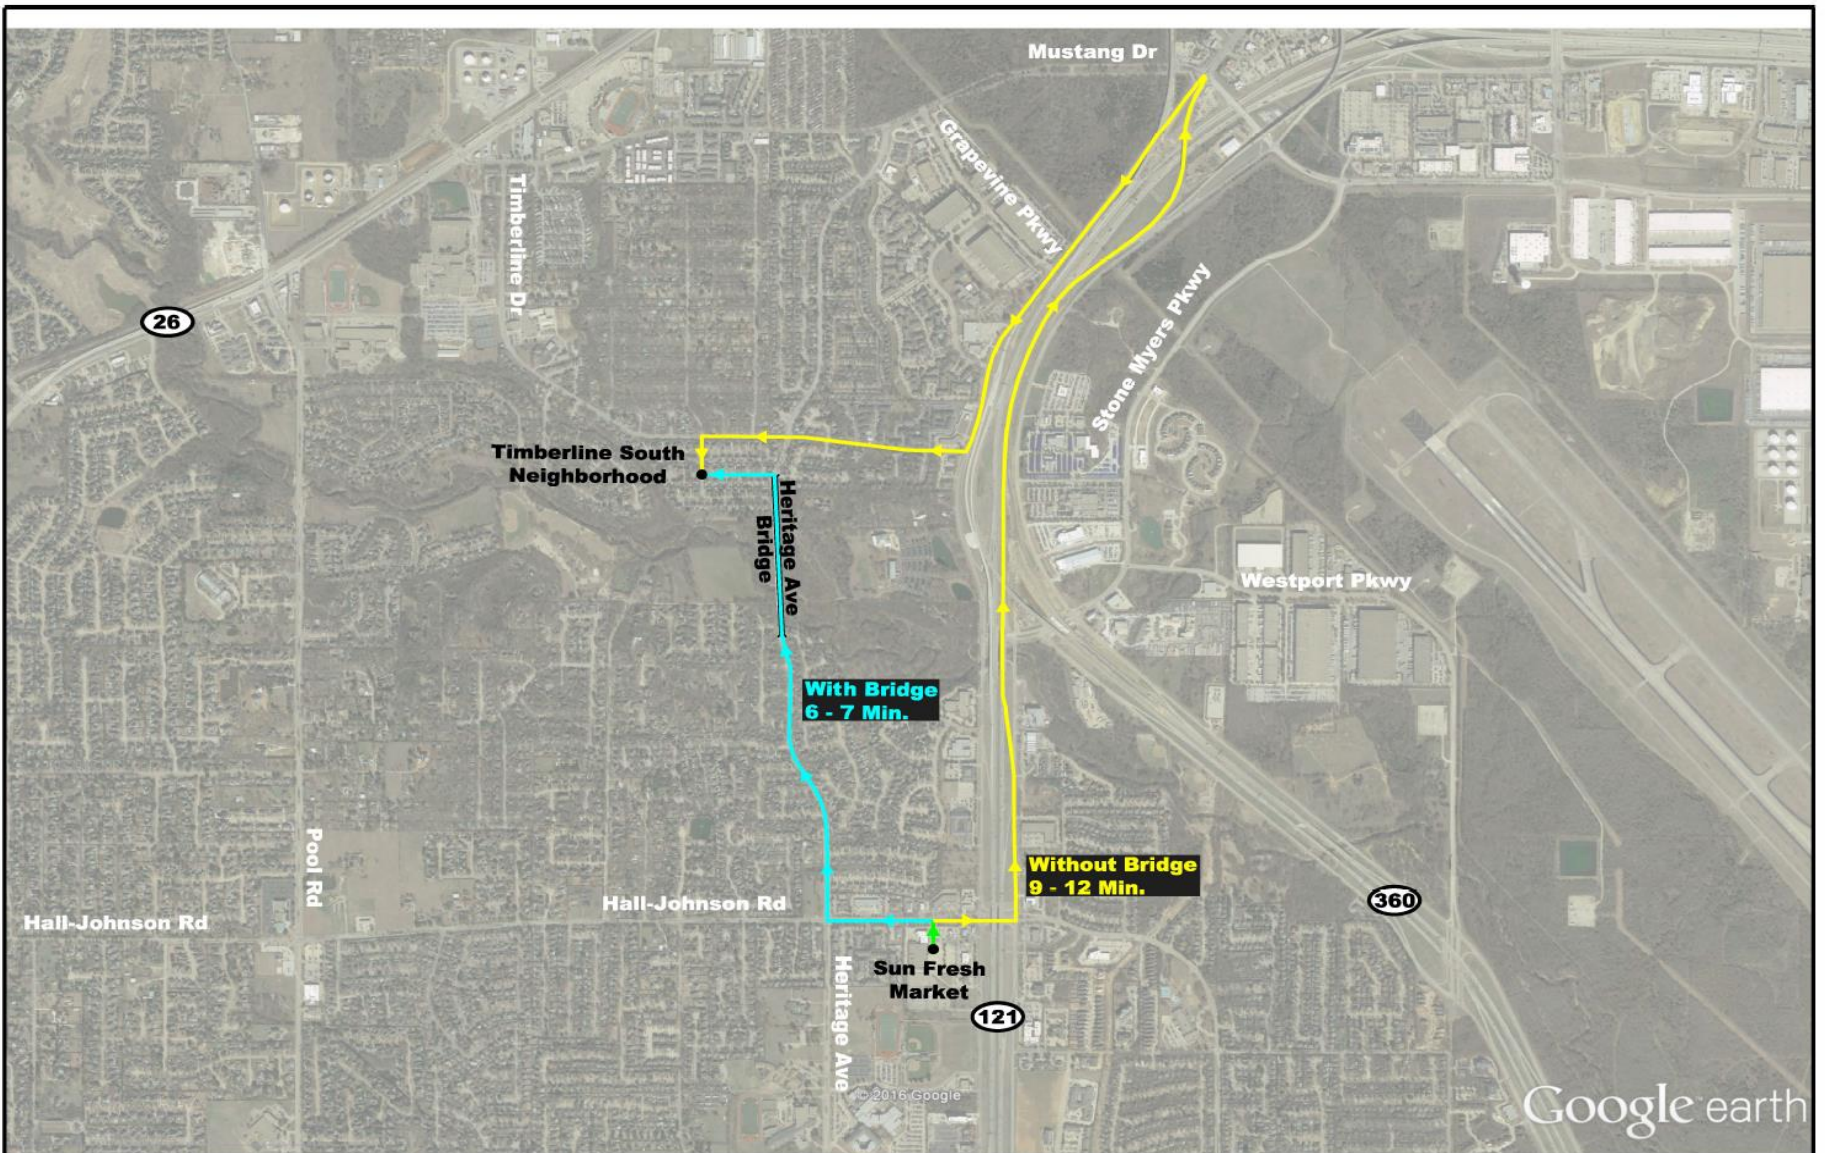 Mustang Dr
Grapevine Pkwy
Timberline Dr
Stone Myers Pkwy
26
Timberline South
Neighborhood
Heritage Ave
Bridge
Westport Pkwy
With Bridge
6 - 7 Min.
Pool Rd
Without Bridge
9 - 12 Min.
Hall-Johnson Rd
Hall-Johnson Rd
360
Sun Fresh
Market
Heritage Ave
121
© 2016 Google
Google earth